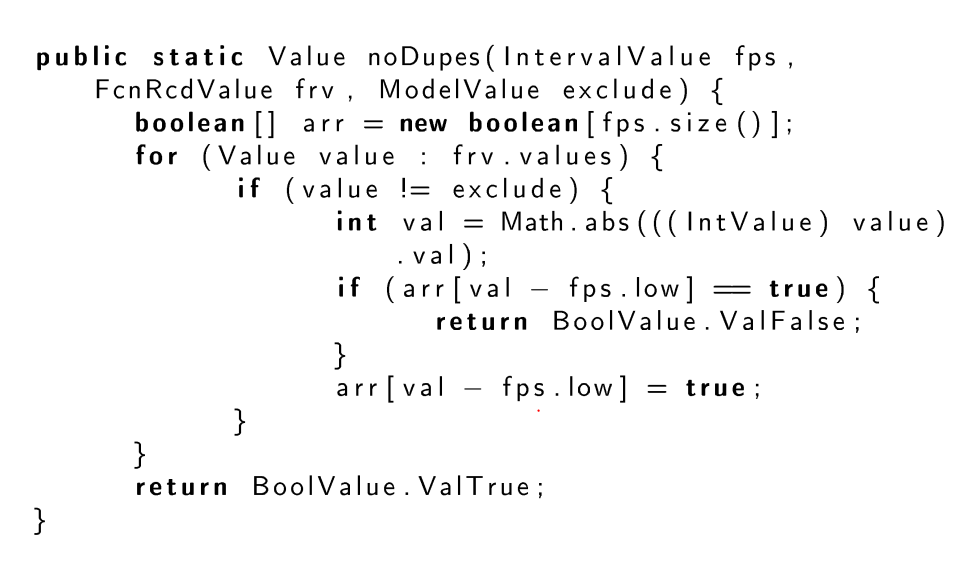 public static Value noDupes(IntervalValue fps,
FcnRcdValue frv, ModelValue exclude) {
boolean[] arr = new boolean[fps.size()];
for (Value value : frv.values) {
if (value != exclude) {
int val = Math.abs(((IntValue) value)
.val);
if (arr[val − fps.low] == true) {
return BoolValue.ValFalse;
}
arr[val − fps.low] = true;
}
}
return BoolValue.ValTrue;
}